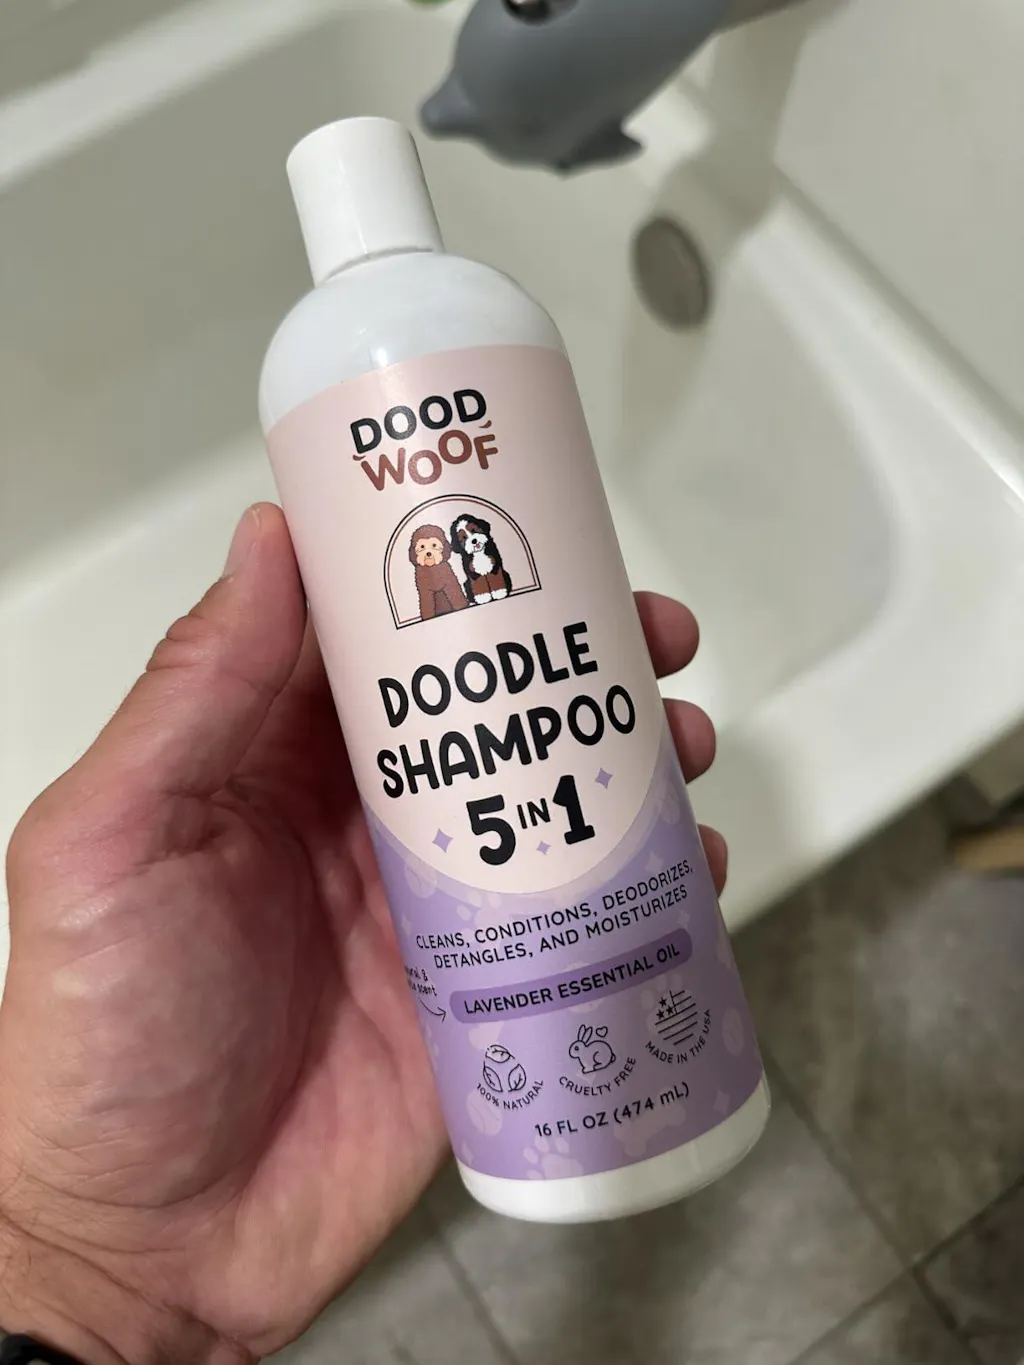 DOOD
WOOF
DOODLE
SHAMPOO
5 IN 1
CLEANS, CONDITIONS, DEODORIZES,
DETANGLES, AND MOISTURIZES
scent
LAVENDER ESSENTIAL OIL
100% NATURAL
CRUELTY FREE
MADE IN THE USA
16 FL OZ (474 mL)